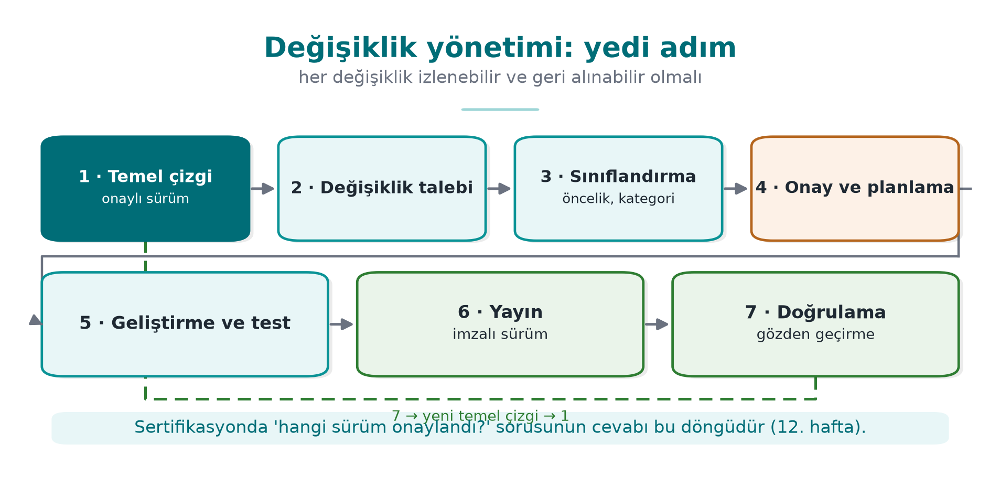 Değişiklik yönetimi: yedi adım
her değişiklik izlenebilir ve geri alınabilir olmalı
1 · Temel çizgi
onaylı sürüm
2 · Değişiklik talebi
3 · Sınıflandırma
öncelik, kategori
4 · Onay ve planlama
5 · Geliştirme ve test
6 · Yayın
imzalı sürüm
7 · Doğrulama
gözden geçirme
7 → yeni temel çizgi → 1
Sertifikasyonda 'hangi sürüm onaylandı?' sorusunun cevabı bu döngüdür (12. hafta).